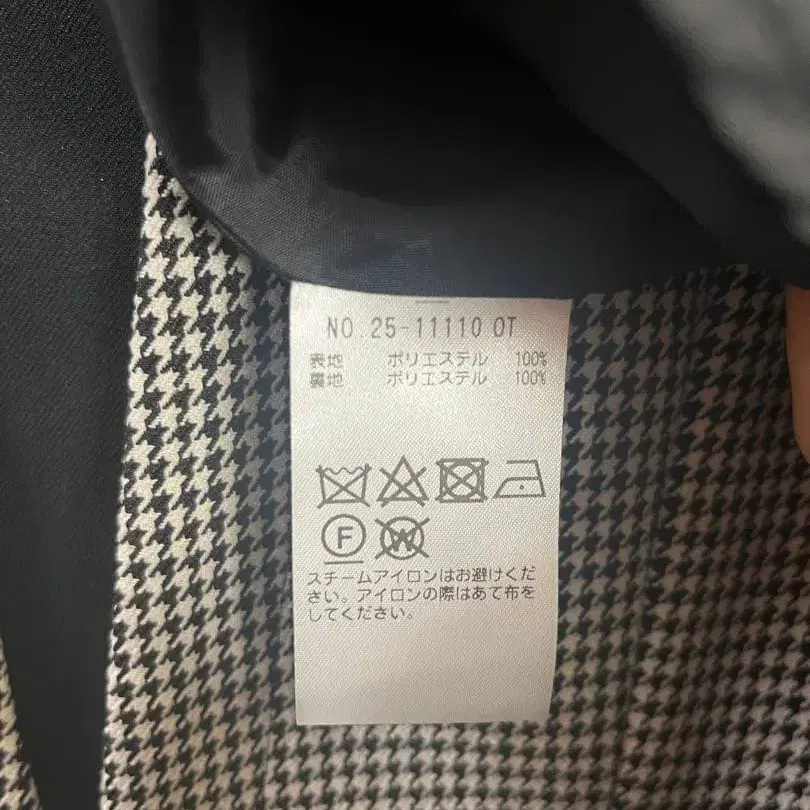 NO.25-11110 OT
表地 ポリエステル 100%
裏地 ポリエステル 100%
F W
スチームアイロンはお避けくだ
さい。アイロンの際はあて布を
してください。